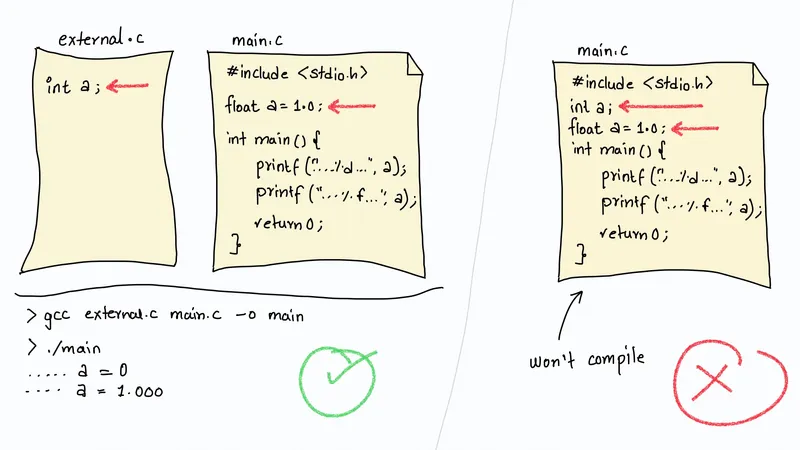 external.c
int a;
main.c
#include <stdio.h>
float a = 1.0;
int main() {
printf("...%d...", a);
printf("...%.f...", a);
return 0;
}
> gcc external.c main.c -o main
> ./main
..... a = 0
.... a = 1.000
main.c
#include <stdio.h>
int a;
float a = 1.0;
int main() {
printf("...%d...", a);
printf("...%.f...", a);
return 0;
}
won't compile